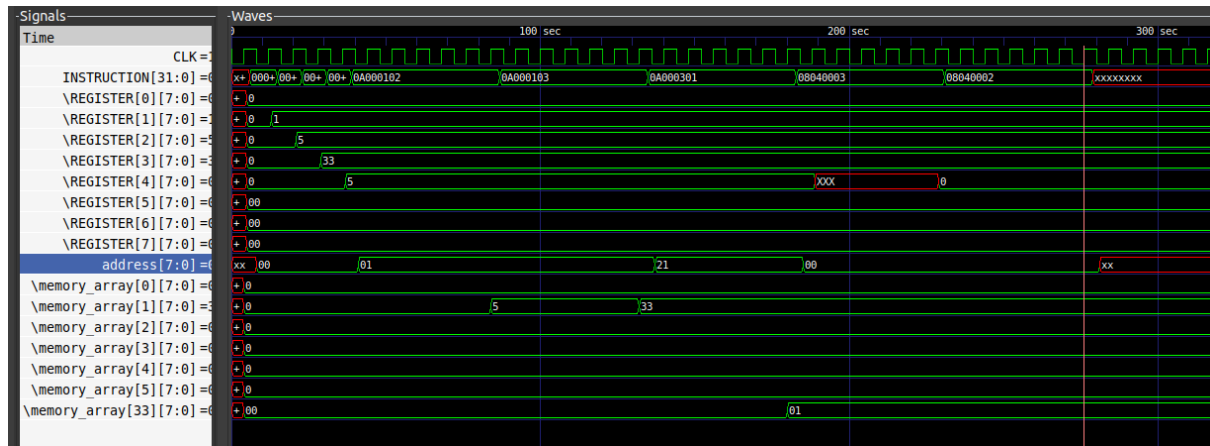 Signals
Waves
Time
100 sec
200 sec
300 sec
CLK =1
INSTRUCTION[31:0] =0 x+ 000+ 00+ 00+ 00+ 0A000102 0A000103 0A000301 08040003 08040002 xxxxxxxx
\REGISTER[0][7:0] =0 + 0
\REGISTER[1][7:0] =1 + 0 1
\REGISTER[2][7:0] =5 + 0 5
\REGISTER[3][7:0] =3 + 0 33
\REGISTER[4][7:0] =0 + 0 5 XXX 0
\REGISTER[5][7:0] =0 + 00
\REGISTER[6][7:0] =0 + 00
\REGISTER[7][7:0] =0 + 00
address[7:0] =0 xx 00 01 21 00 xx
\memory_array[0][7:0] =0 + 0
\memory_array[1][7:0] =3 + 0 5 33
\memory_array[2][7:0] =0 + 0
\memory_array[3][7:0] =0 + 0
\memory_array[4][7:0] =0 + 0
\memory_array[5][7:0] =0 + 0
\memory_array[33][7:0] =0 + 00 01